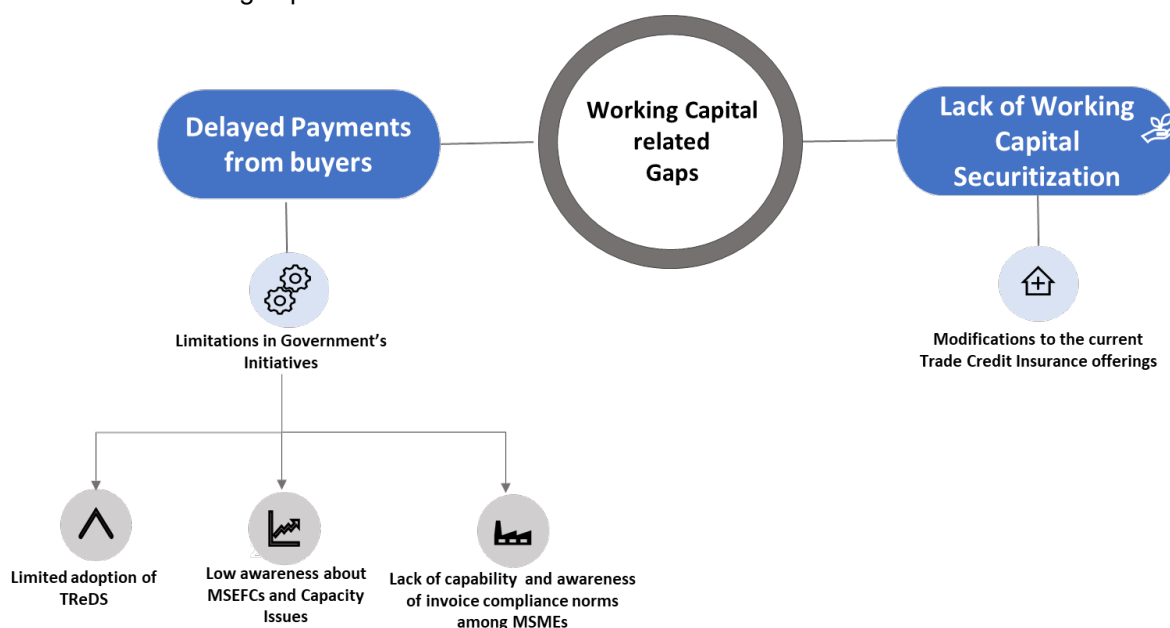 Delayed Payments
from buyers
Working Capital
related
Gaps
Lack of Working
Capital
Securitization
Limitations in Government's
Initiatives
Modifications to the current
Trade Credit Insurance offerings
Limited adoption of
TReDS
Low awareness about
MSEFCs and Capacity
Issues
Lack of capability and awareness
of invoice compliance norms
among MSMEs